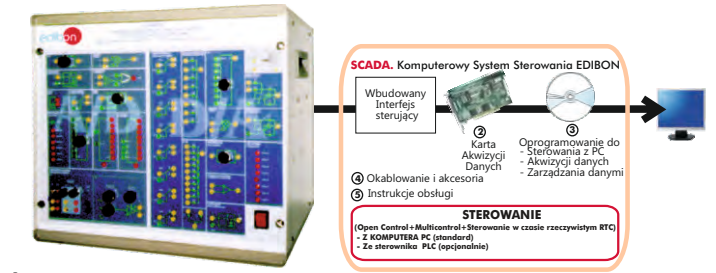 edibon
SCADA. Komputerowy System Sterowania EDIBON
Wbudowany
Interfejs
sterujący
2
Karta
Akwizycji
Danych
3
Oprogramowanie do
- Sterowania z PC
- Akwizycji danych
- Zarządzania danymi
4 Okablowanie i akcesoria
5 Instrukcje obsługi
STEROWANIE
(Open Control+Multicontrol+Sterowanie w czasie rzeczywistym RTC)
- Z KOMPUTERA PC (standard)
- Ze sterownika PLC (opcjonalnie)